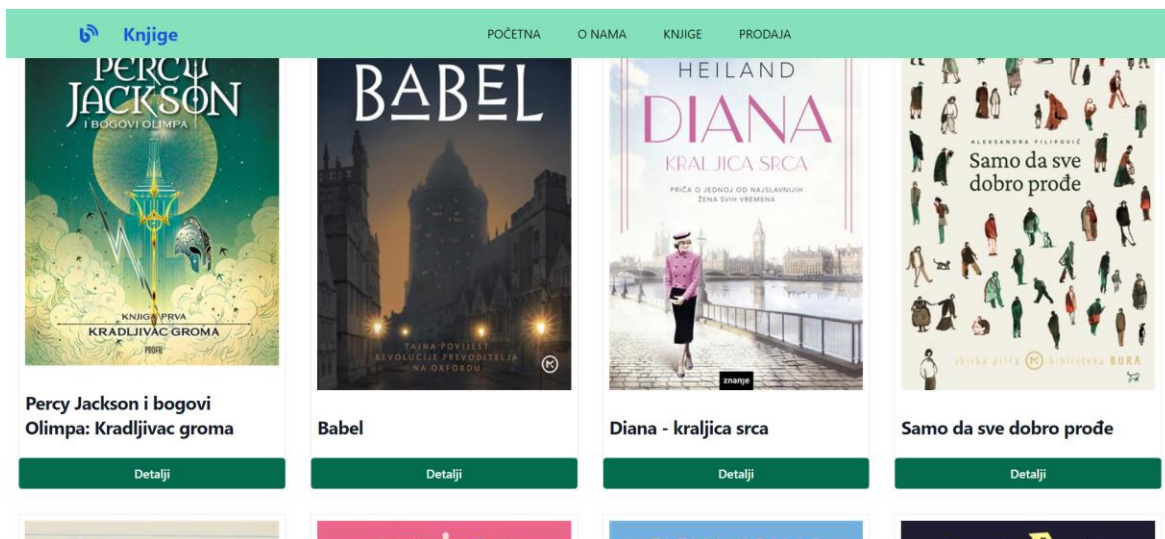 Knjige
POČETNA
O NAMA
KNJIGE
PRODAJA
PERCY
JACKSON
I BOGOVI OLIMPA
KNJIGA PRVA
KRADLJIVAC GROMA
PROFIL
Percy Jackson i bogovi
Olimpa: Kradljivac groma
Detalji
BABEL
TAJNA POVIJEST
REVOLUCIJE PREVODITELJA
NA OXFORDU
Babel
Detalji
HEILAND
DIANA
KRALJICA SRCA
PRIČA O JEDNOJ OD NAJSLAVNIJIH
ŽENA SVIH VREMENA
znanje
Diana - kraljica srca
Detalji
ALEKSANDRA FILIPOVIĆ
Samo da sve
dobro prođe
zbirka priča M biblioteka BURA
Samo da sve dobro prođe
Detalji